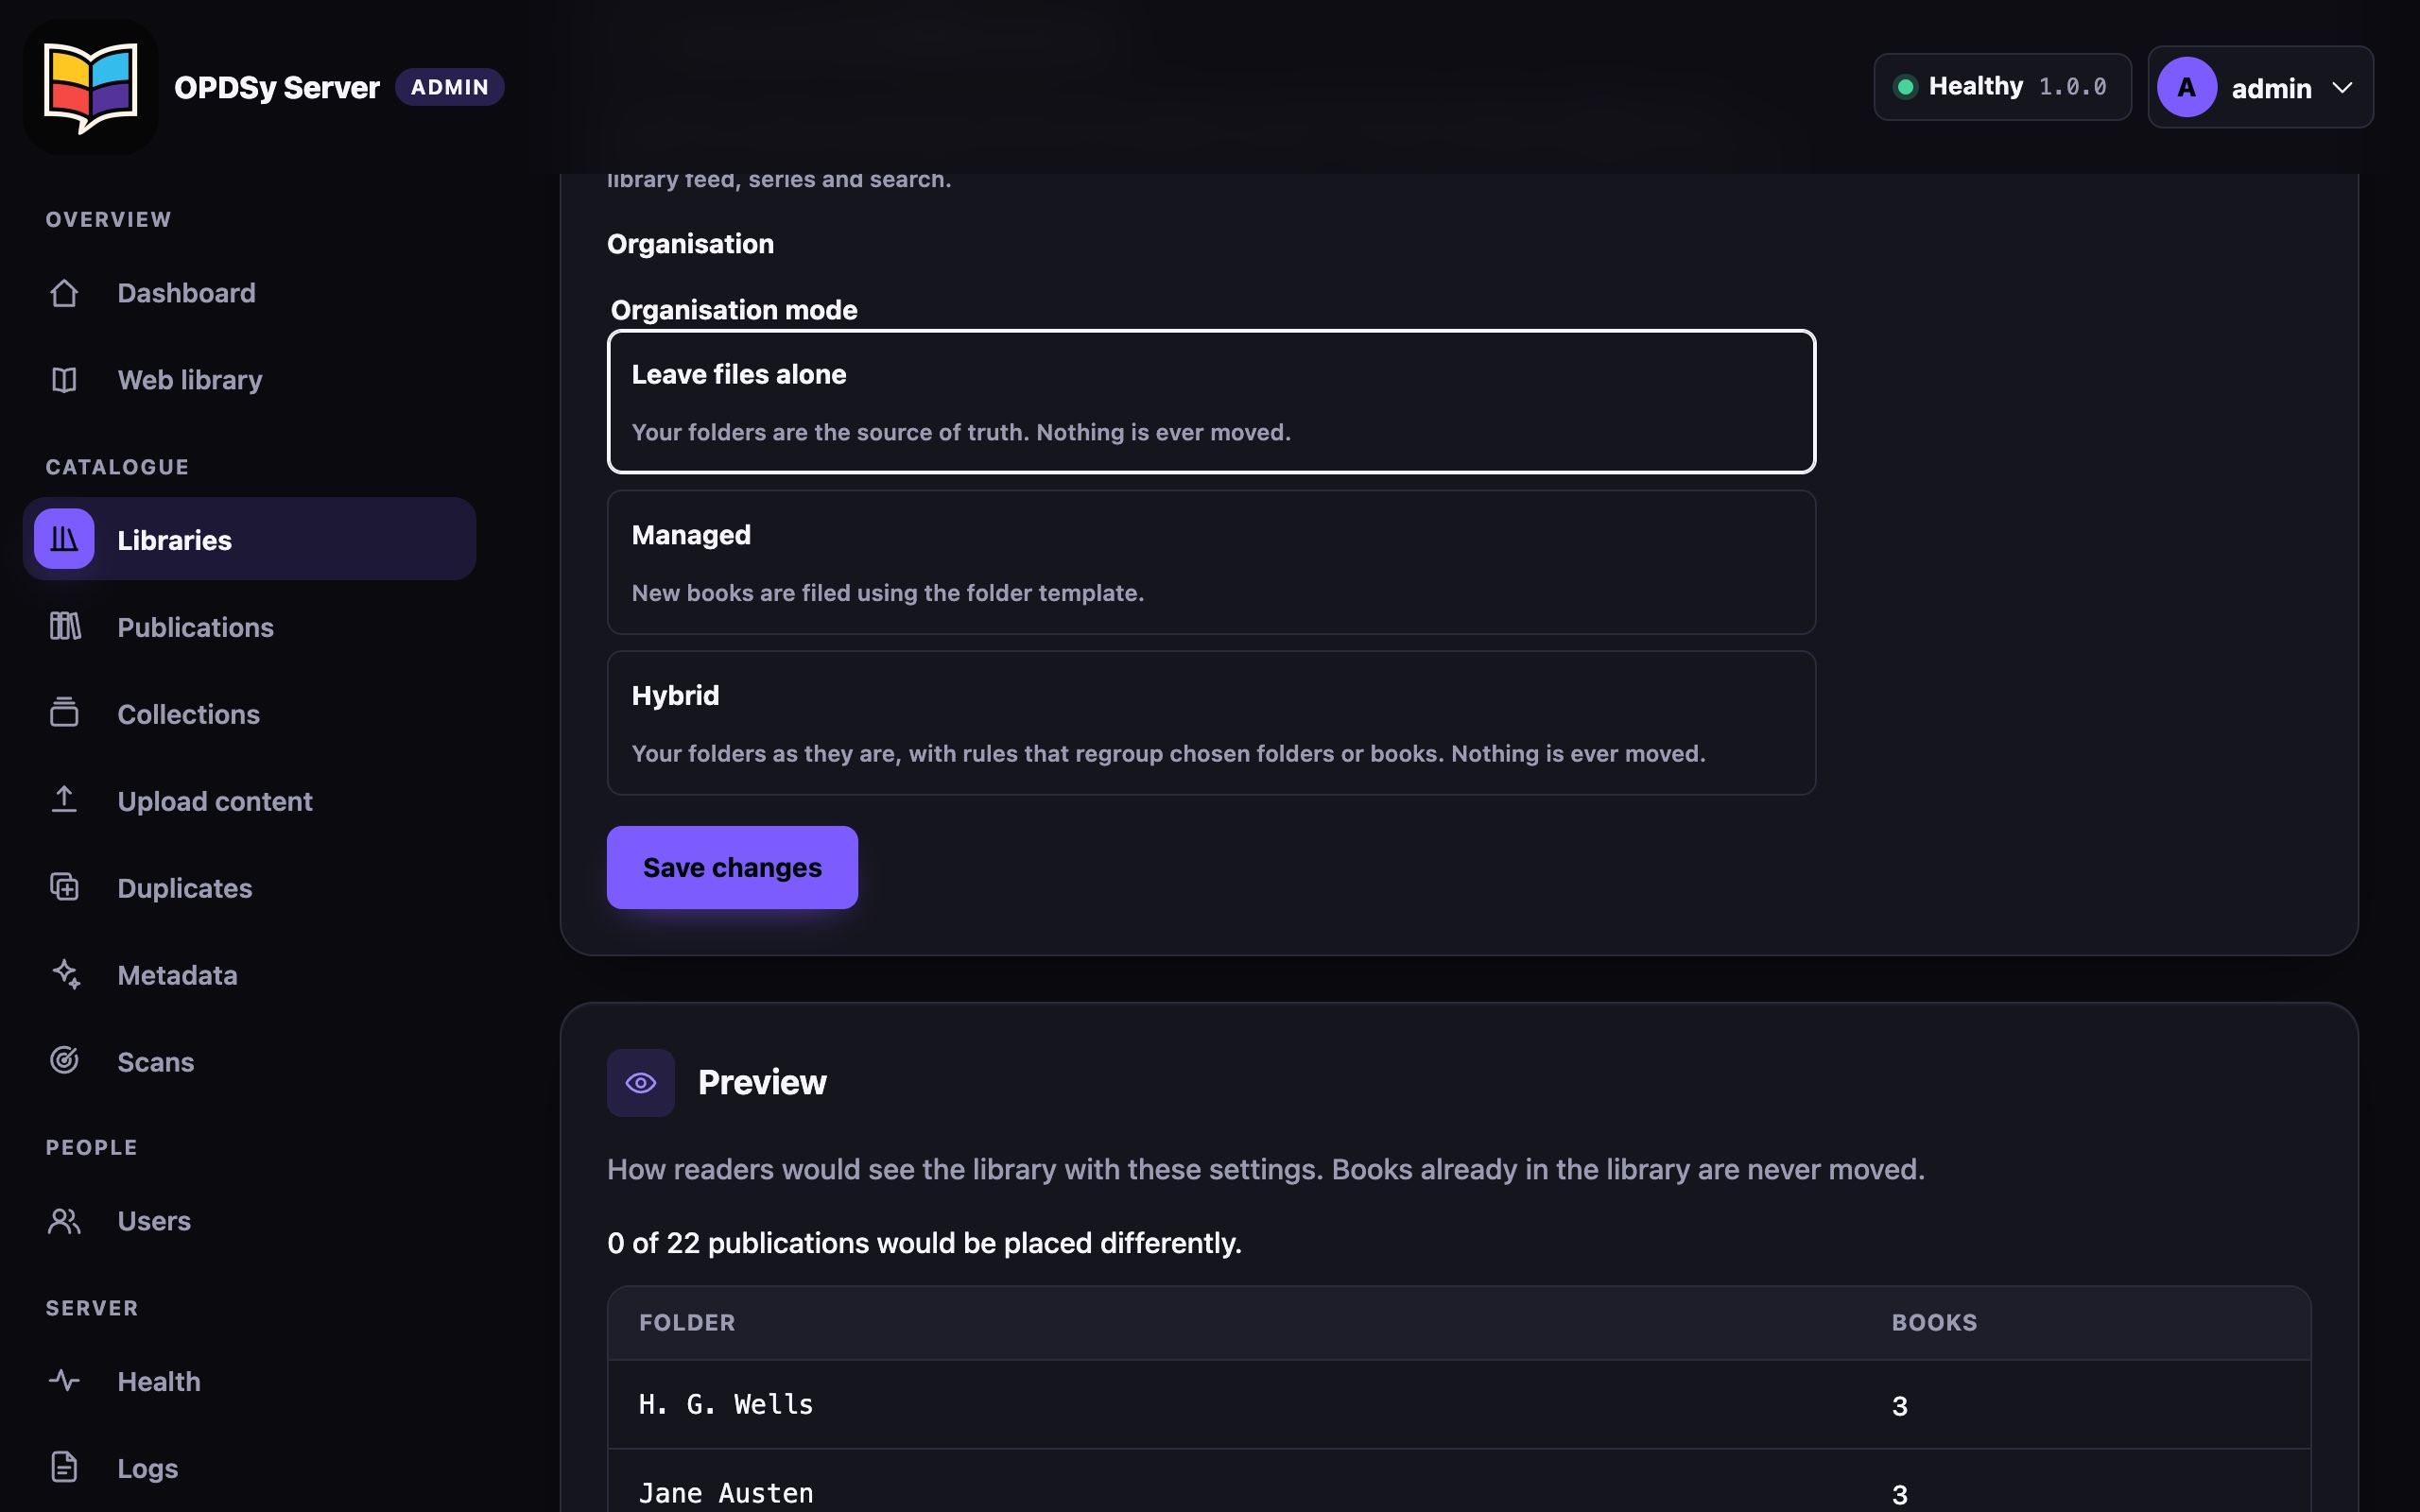 OPDSy Server ADMIN
Healthy 1.0.0
A admin
OVERVIEW
Dashboard
Web library
CATALOGUE
Libraries
Publications
Collections
Upload content
Duplicates
Metadata
Scans
PEOPLE
Users
SERVER
Health
Logs
library feed, series and search.
Organisation
Organisation mode
Leave files alone
Your folders are the source of truth. Nothing is ever moved.
Managed
New books are filed using the folder template.
Hybrid
Your folders as they are, with rules that regroup chosen folders or books. Nothing is ever moved.
Save changes
Preview
How readers would see the library with these settings. Books already in the library are never moved.
0 of 22 publications would be placed differently.
FOLDER BOOKS
H. G. Wells 3
Jane Austen 3